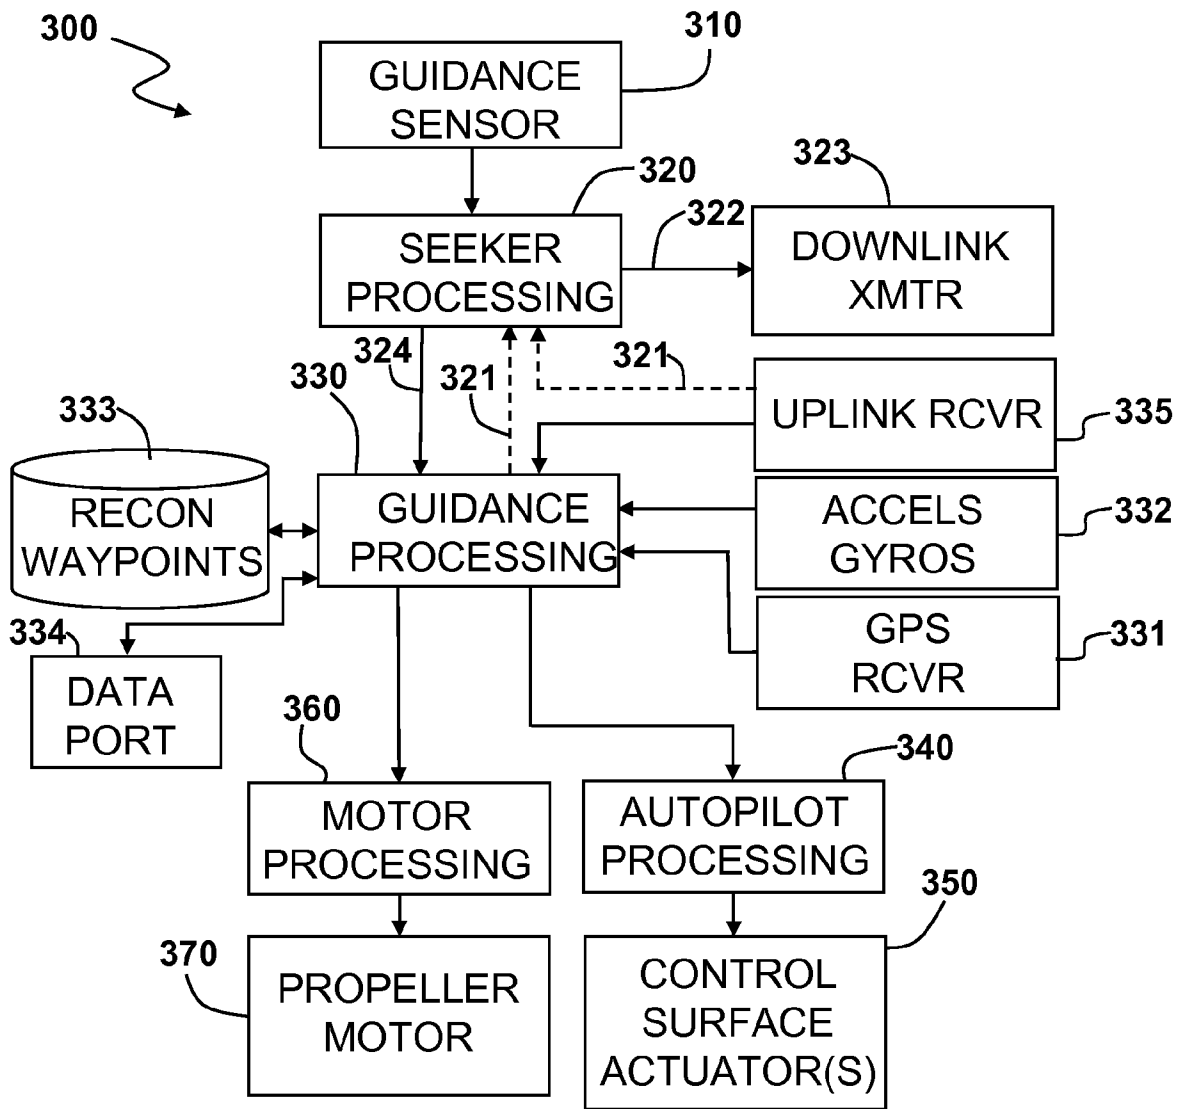 300
310
GUIDANCE
SENSOR
320
323
322
SEEKER
PROCESSING
DOWNLINK
XMTR
324
321
321
330
333
UPLINK RCVR
335
RECON
WAYPOINTS
GUIDANCE
PROCESSING
ACCELS
GYROS
332
334
DATA
PORT
GPS
RCVR
331
360
340
MOTOR
PROCESSING
AUTOPILOT
PROCESSING
350
370
PROPELLER
MOTOR
CONTROL
SURFACE
ACTUATOR(S)